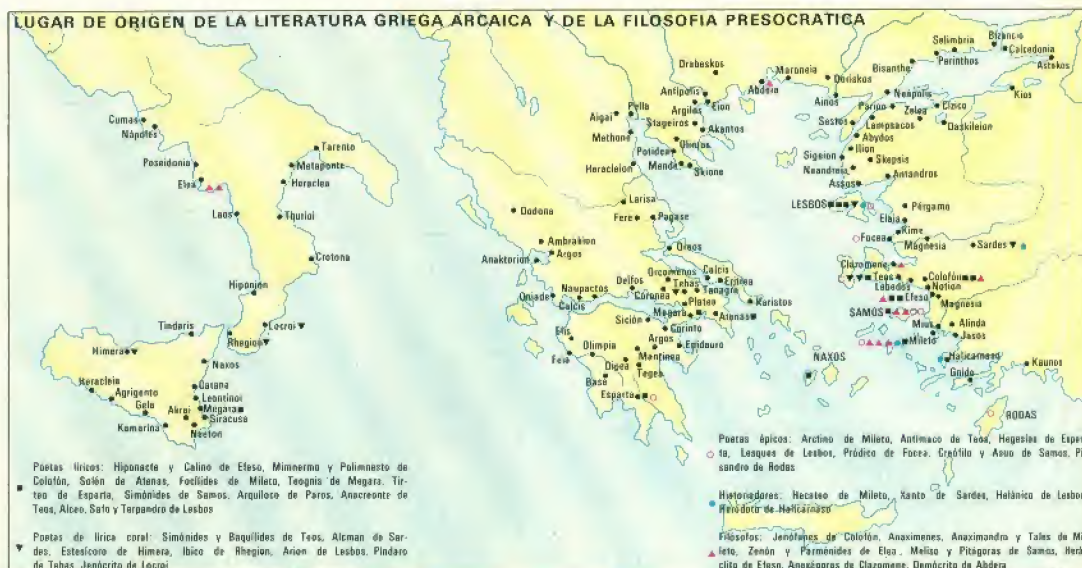 LUGAR DE ORIGEN DE LA LITERATURA GRIEGA ARCAICA Y DE LA FILOSOFIA PRESOCRATICA
Cumas
Nápoles
Poseidonia
Elea
Laos
Tarento
Metaponte
Heraclea
Thurioi
Crotona
Hiponion
Locroi
Rhegion
Tindaris
Himera
Naxos
Heraclein
Agrigento
Gela
Kamarina
Akrai
Catana
Leontinoi
Megara
Siracusa
Neeton
Drabeskos
Antipolis
Eion
Argilos
Stageiros
Akantos
Pella
Aigai
Methone
Potidea
Olintos
Mende
Skione
Heracleion
Abdera
Maroneia
Doriskos
Ainos
Bisanthe
Selimbria
Perinthos
Bizancio
Calcedonia
Astakos
Kios
Neápolis
Parion
Zelea
Cízico
Daskileion
Sestos
Lampsacos
Abydos
Ilion
Sigeion
Skepsis
Neandreia
Assos
Antandros
LESBOS
Pérgamo
Elaia
Kime
Focea
Magnesia
Sardes
Clazomene
Teos
Colofón
Lebedos
Notion
Efeso
Magnesia
SAMOS
Mius
Alinda
Jasos
Mileto
Halicarnaso
Gnido
Kaunos
RODAS
NAXOS
Dodona
Larisa
Fere
Pagase
Ambrakion
Argos
Anaktorion
Oreos
Orcomenos
Calcis
Eritrea
Delfos
Tebas
Tanagra
Coronea
Naupactos
Oniade
Calcis
Platea
Karistos
Megara
Atenas
Sición
Corinto
Elis
Argos
Epidauro
Olimpia
Mantinea
Feia
Dipea
Tegea
Base
Esparta
Poetas líricos: Hiponacte y Calino de Efeso, Mimnermo y Polimnesto de
Colofón, Solón de Atenas, Focílides de Mileto, Teognis de Megara, Tir-
teo de Esparta, Simónides de Samos, Arquíloco de Paros, Anacreonte de
Teos, Alceo, Safo y Terpandro de Lesbos
Poetas de lírica coral: Simónides y Baquílides de Teos, Alcman de Sar-
des, Estesícoro de Himera, Ibico de Rhegion, Arion de Lesbos, Píndaro
de Tebas, Jenócrito de Locroi
Poetas épicos: Arctino de Mileto, Antímaco de Teos, Hegesías de Espar-
ta, Lesques de Lesbos, Pródico de Focea, Creófilo y Asuo de Samos, Pi-
sandro de Rodas
Historiadores: Hecateo de Mileto, Xanto de Sardes, Helánico de Lesbos
Heródoto de Halicarnaso
Filósofos: Jenófanes de Colofón, Anaxímenes, Anaximandro y Tales de Mi-
leto, Zenón y Parménides de Elea, Meliso y Pitágoras de Samos, Herá-
clito de Efeso, Anaxágoras de Clazomene, Demócrito de Abdera